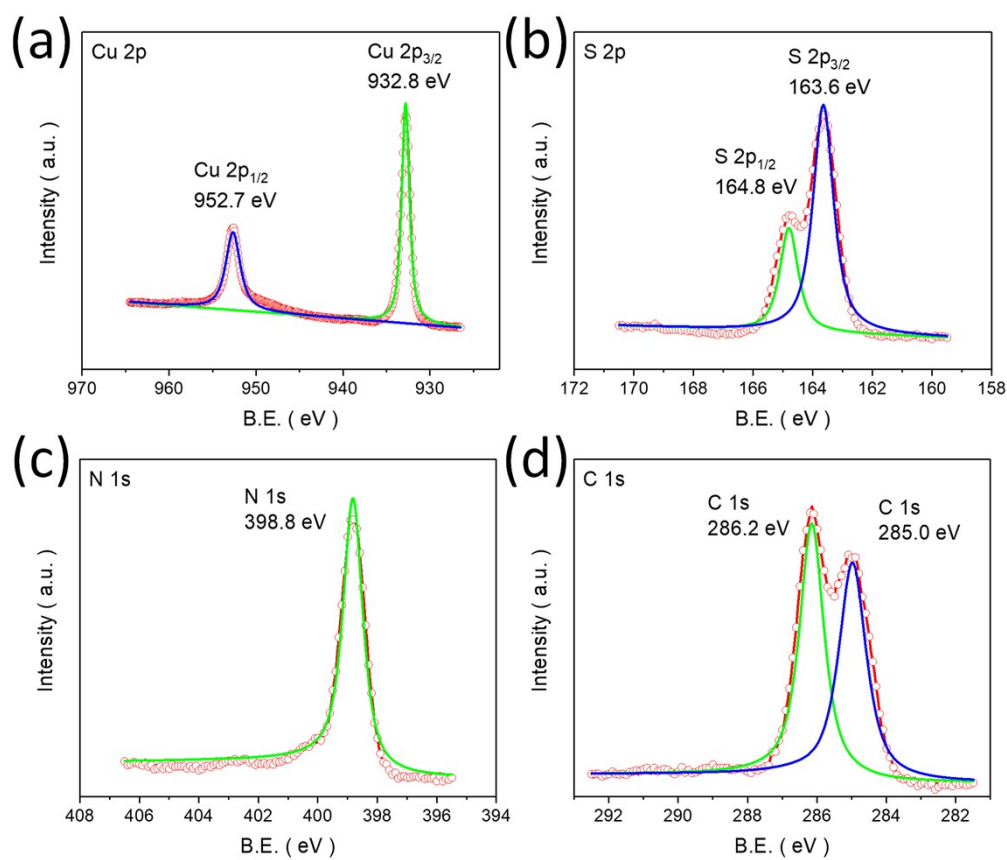 (a)
Cu 2p
Cu 2p3/2
932.8 eV
Cu 2p1/2
952.7 eV
Intensity ( a.u. )
970 960 950 940 930
B.E. ( eV )
(b)
S 2p
S 2p3/2
163.6 eV
S 2p1/2
164.8 eV
Intensity ( a.u. )
172 170 168 166 164 162 160 158
B.E. ( eV )
(c)
N 1s
N 1s
398.8 eV
Intensity ( a.u. )
408 406 404 402 400 398 396 394
B.E. ( eV )
(d)
C 1s
C 1s
286.2 eV
C 1s
285.0 eV
Intensity ( a.u. )
292 290 288 286 284 282
B.E. ( eV )